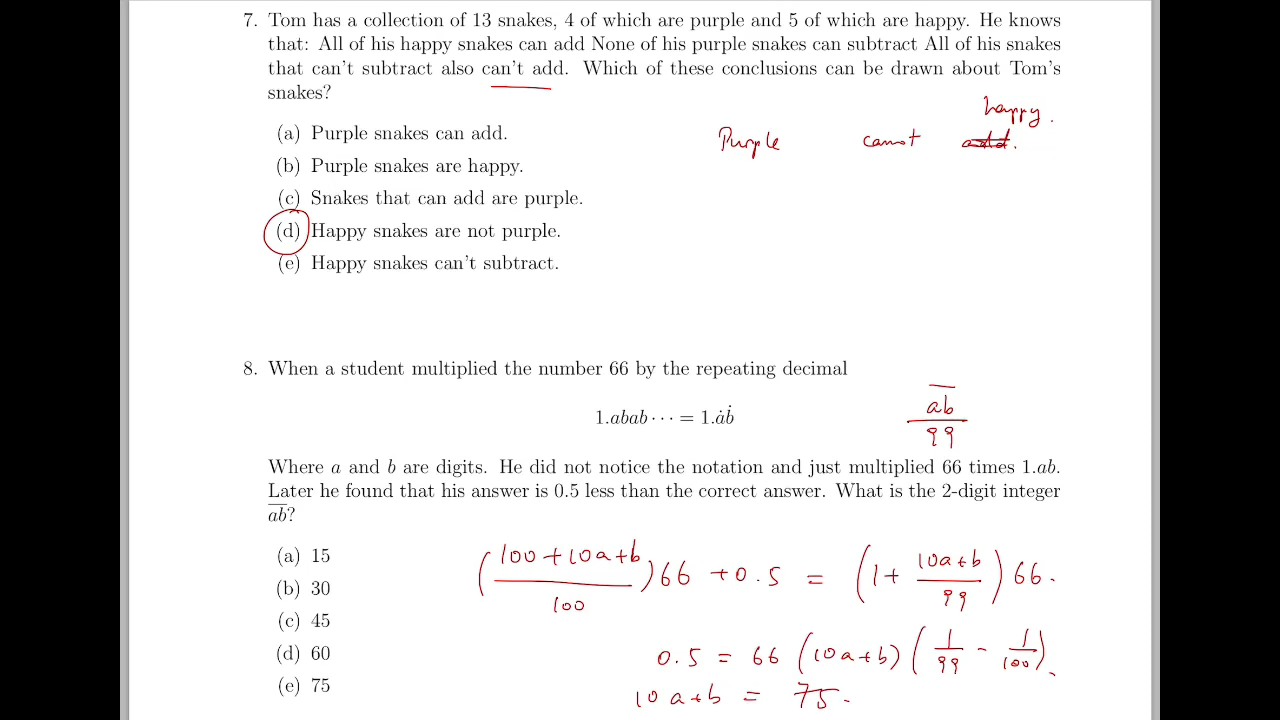 7. Tom has a collection of 13 snakes, 4 of which are purple and 5 of which are happy. He knows
that: All of his happy snakes can add None of his purple snakes can subtract All of his snakes
that can't subtract also can't add. Which of these conclusions can be drawn about Tom's
snakes?
happy.
(a) Purple snakes can add.
Purple cannot add.
(b) Purple snakes are happy.
(c) Snakes that can add are purple.
(d) Happy snakes are not purple.
(e) Happy snakes can't subtract.
8. When a student multiplied the number 66 by the repeating decimal
1.abab⋯ = 1.ȧḃ
ab
99
Where a and b are digits. He did not notice the notation and just multiplied 66 times 1.ab.
Later he found that his answer is 0.5 less than the correct answer. What is the 2-digit integer
ab?
(a) 15
(b) 30
(c) 45
(d) 60
(e) 75
(100+10a+b / 100) 66 + 0.5 = (1 + 10a+b / 99) 66.
0.5 = 66 (10a+b) (1/99 - 1/100).
10a+b = 75.